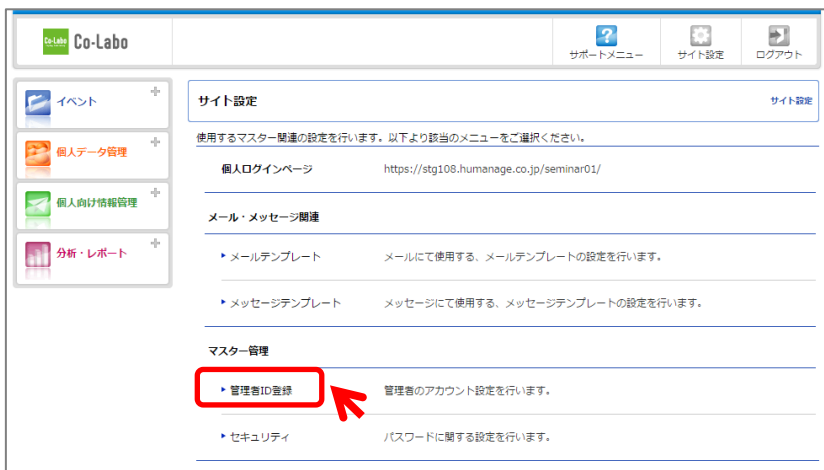 Co-Labo Co-Labo
サポートメニュー サイト設定 ログアウト
イベント
個人データ管理
個人向け情報管理
分析・レポート
サイト設定 サイト設定
使用するマスター関連の設定を行います。以下より該当のメニューをご選択ください。
個人ログインページ https://stg108.humanage.co.jp/seminar01/
メール・メッセージ関連
メールテンプレート メールにて使用する、メールテンプレートの設定を行います。
メッセージテンプレート メッセージにて使用する、メッセージテンプレートの設定を行います。
マスター管理
管理者ID登録 管理者のアカウント設定を行います。
セキュリティ パスワードに関する設定を行います。